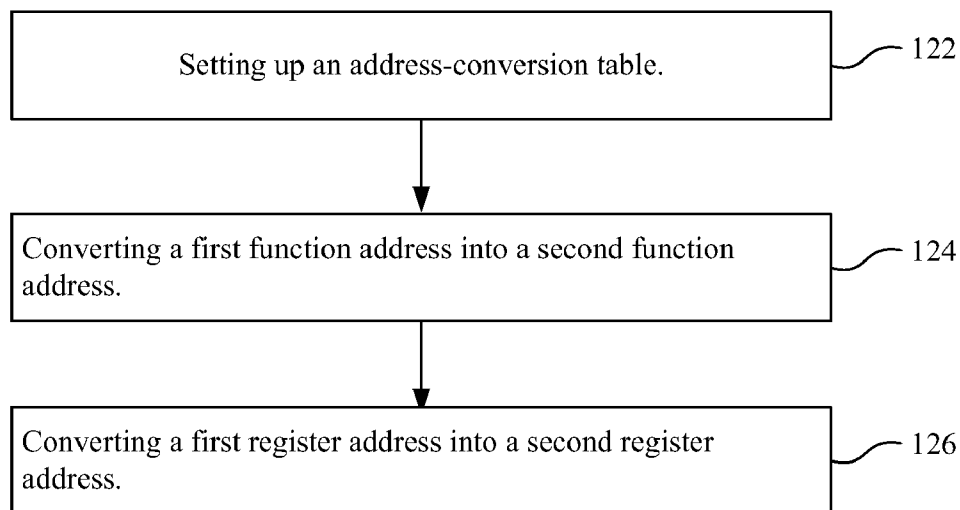 Setting up an address-conversion table.
122
Converting a first function address into a second function
address.
124
Converting a first register address into a second register
address.
126